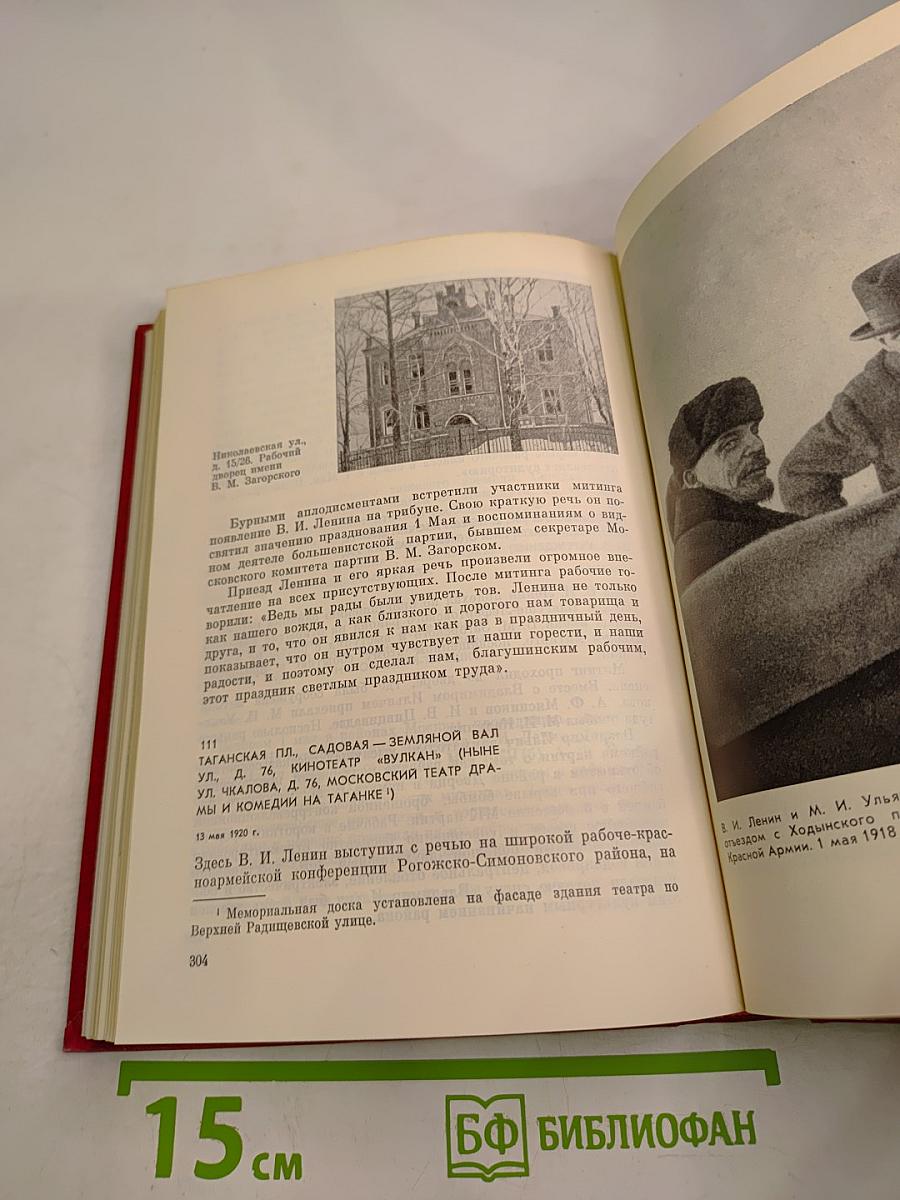 Николаевская ул.,
д. 15/26. Рабочий
дворец имени
В. М. Загорского
Бурными аплодисментами встретили участники митинга
появление В. И. Ленина на трибуне. Свою краткую речь он по-
святил значению празднования 1 Мая и воспоминаниям о вид-
ном деятеле большевистской партии, бывшем секретаре Мо-
сковского комитета партии В. М. Загорском.
Приезд Ленина и его яркая речь произвели огромное впе-
чатление на всех присутствующих. После митинга рабочие го-
ворили: «Ведь мы рады были увидеть тов. Ленина не только
как нашего вождя, а как близкого и дорогого нам товарища и
друга, и то, что он явился к нам как раз в праздничный день,
показывает, что он нутром чувствует и наши горести, и наши
радости, и поэтому он сделал нам, благушинским рабочим,
этот праздник светлым праздником труда».
111
ТАГАНСКАЯ ПЛ., САДОВАЯ — ЗЕМЛЯНОЙ ВАЛ
УЛ., Д. 76, КИНОТЕАТР «ВУЛКАН» (НЫНЕ
УЛ. ЧКАЛОВА, Д. 76, МОСКОВСКИЙ ТЕАТР ДРА-
МЫ И КОМЕДИИ НА ТАГАНКЕ ¹)
13 мая 1920 г.
Здесь В. И. Ленин выступил с речью на широкой рабоче-крас-
ноармейской конференции Рогожско-Симоновского района, на
¹ Мемориальная доска установлена на фасаде здания театра по
Верхней Радищевской улице.
304
В. И. Ленин и М. И. Улья
отъездом с Ходынского п
Красной Армии. 1 мая 1918
15 см
БФ БИБЛИОФАН